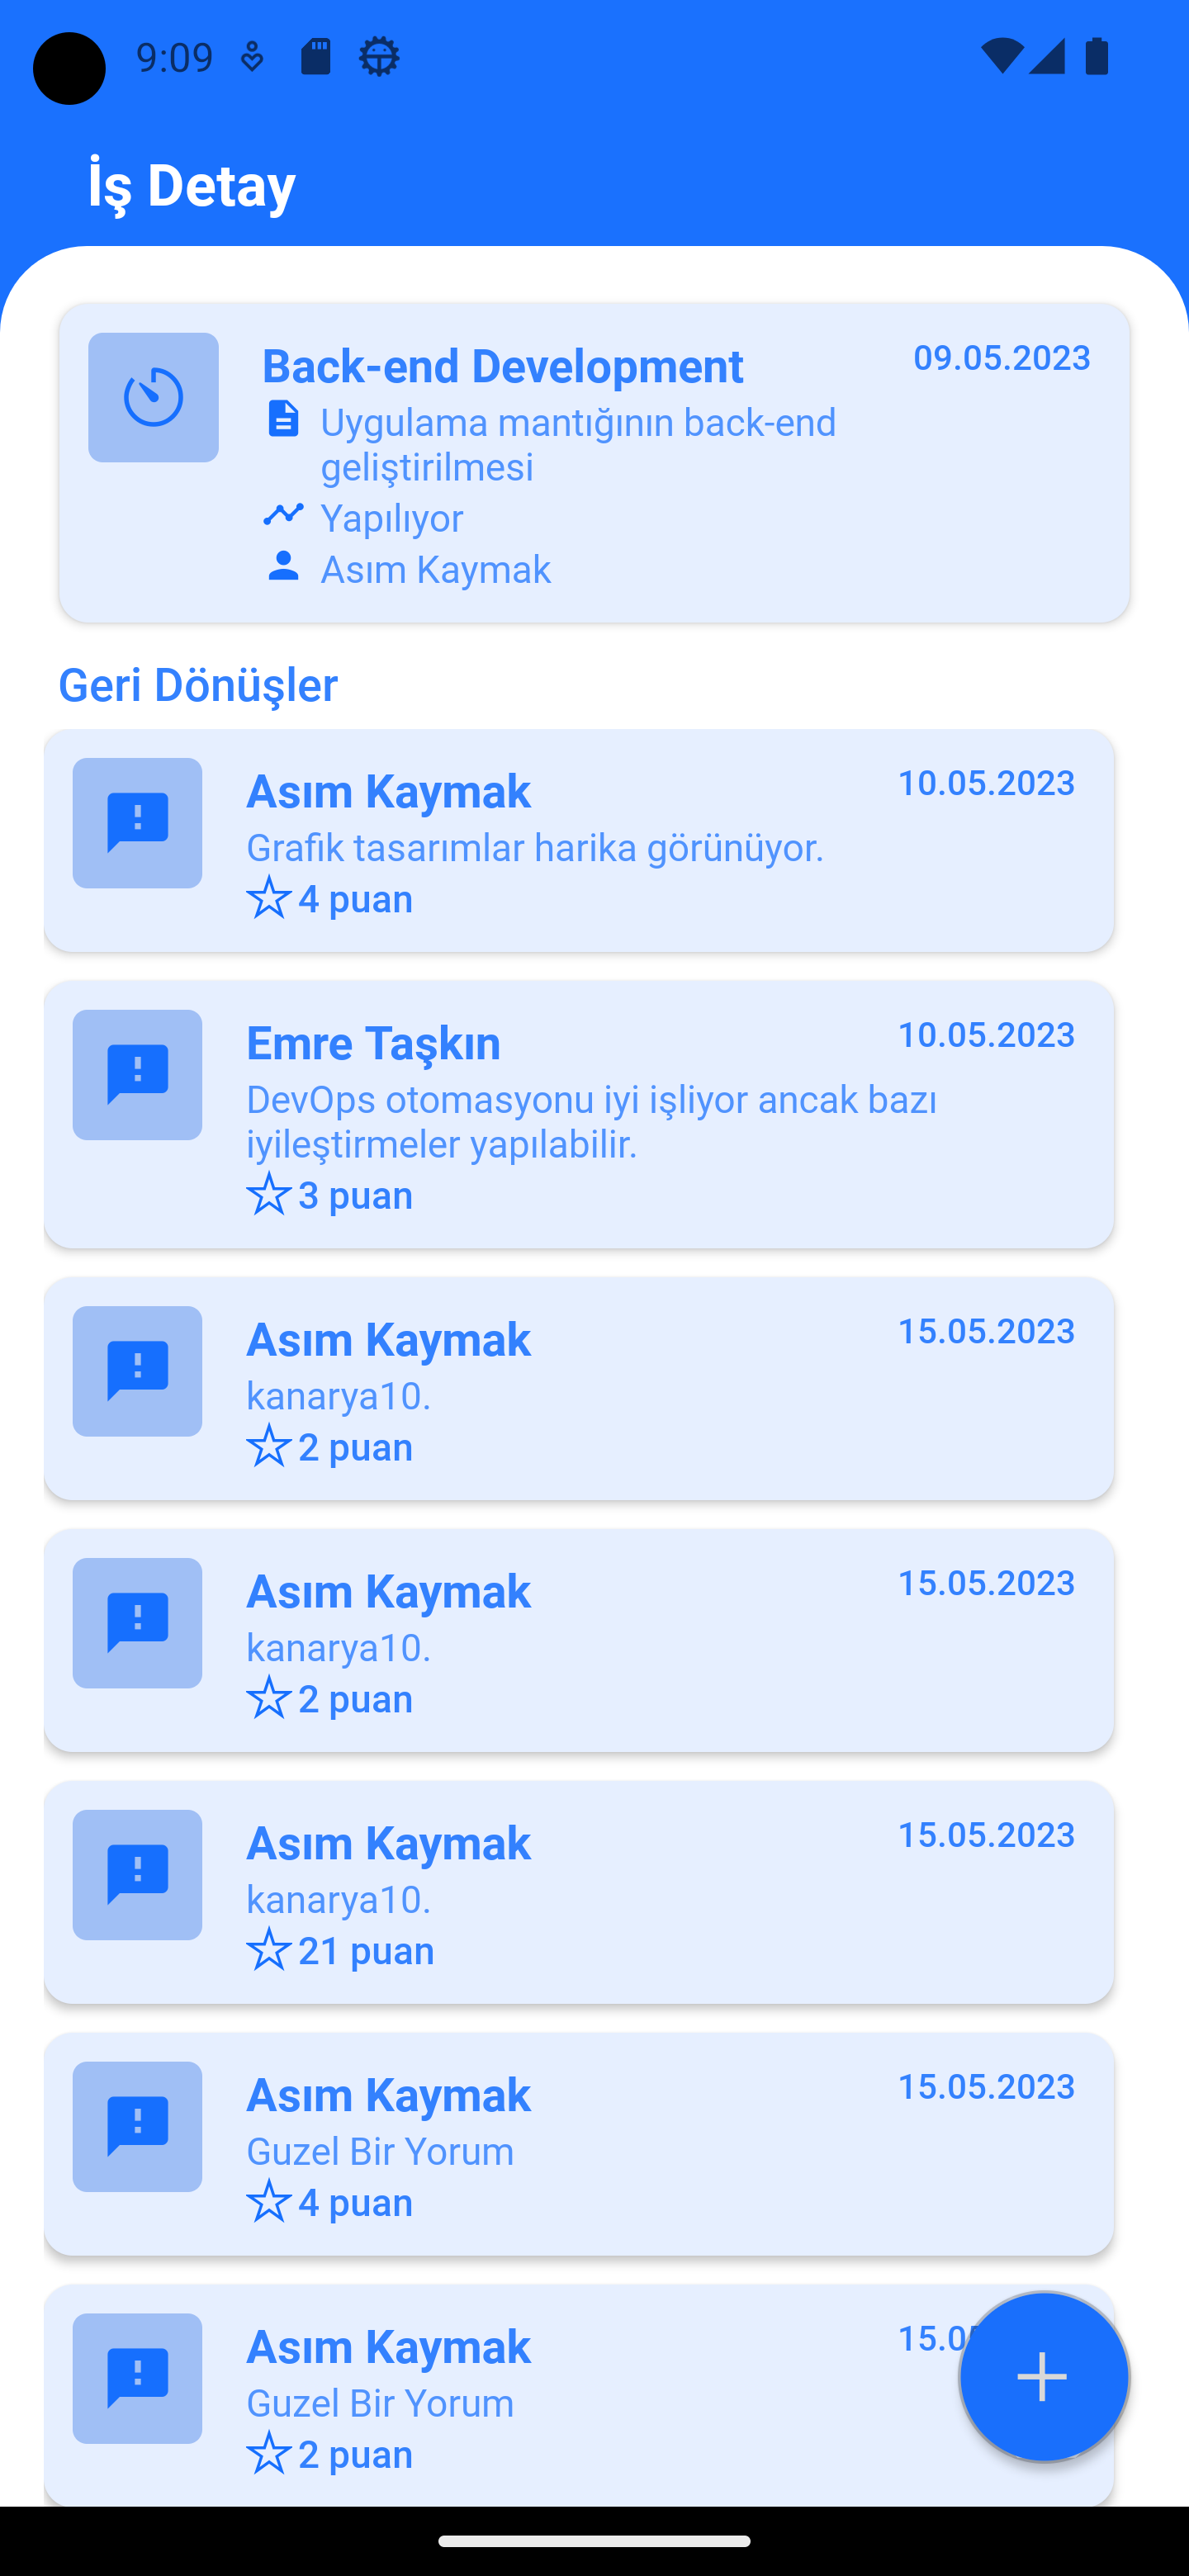 9:09
İş Detay
Back-end Development
09.05.2023
Uygulama mantığının back-end
geliştirilmesi
Yapılıyor
Asım Kaymak
Geri Dönüşler
Asım Kaymak
10.05.2023
Grafik tasarımlar harika görünüyor.
4 puan
Emre Taşkın
10.05.2023
DevOps otomasyonu iyi işliyor ancak bazı
iyileştirmeler yapılabilir.
3 puan
Asım Kaymak
15.05.2023
kanarya10.
2 puan
Asım Kaymak
15.05.2023
kanarya10.
2 puan
Asım Kaymak
15.05.2023
kanarya10.
21 puan
Asım Kaymak
15.05.2023
Guzel Bir Yorum
4 puan
Asım Kaymak
Guzel Bir Yorum
2 puan